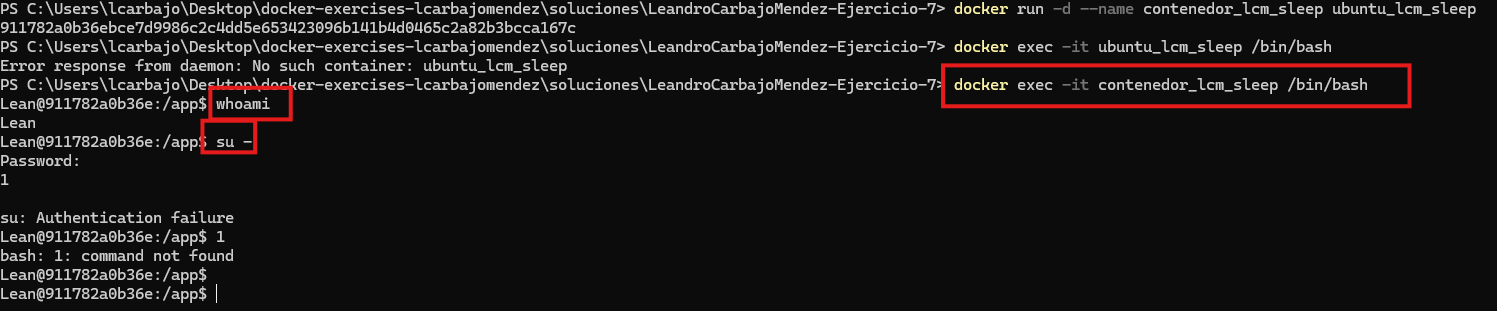 PS C:\Users\lcarbajo\Desktop\docker-exercises-lcarbajomendez\soluciones\LeandroCarbajoMendez-Ejercicio-7> docker run -d --name contenedor_lcm_sleep ubuntu_lcm_sleep
911782a0b36ebce7d9986c2c4dd5e653423096b141b4d0465c2a82b3bcca167c
PS C:\Users\lcarbajo\Desktop\docker-exercises-lcarbajomendez\soluciones\LeandroCarbajoMendez-Ejercicio-7> docker exec -it ubuntu_lcm_sleep /bin/bash
Error response from daemon: No such container: ubuntu_lcm_sleep
PS C:\Users\lcarbajo\Desktop\docker-exercises-lcarbajomendez\soluciones\LeandroCarbajoMendez-Ejercicio-7> docker exec -it contenedor_lcm_sleep /bin/bash
Lean@911782a0b36e:/app$ whoami
Lean
Lean@911782a0b36e:/app$ su -
Password:
1
su: Authentication failure
Lean@911782a0b36e:/app$ 1
bash: 1: command not found
Lean@911782a0b36e:/app$
Lean@911782a0b36e:/app$